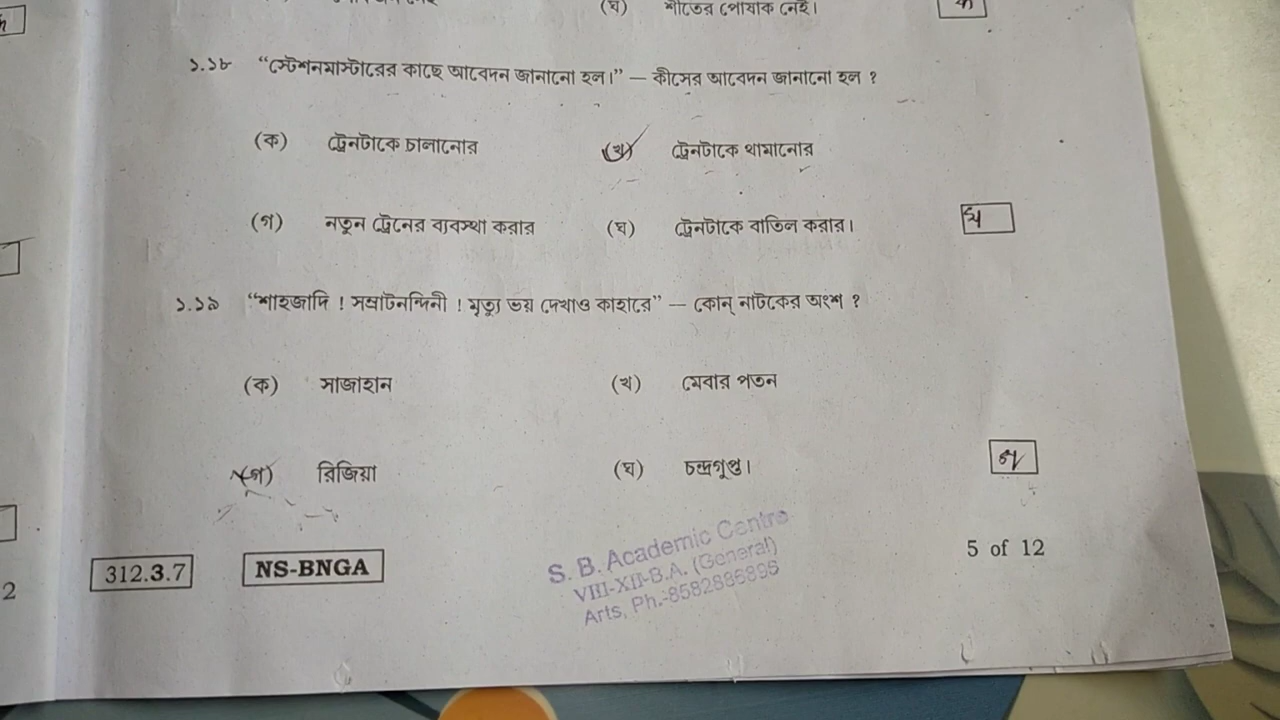 (ঘ) শীতের পোষাক নেই।
১.১৮ “স্টেশনমাস্টারের কাছে আবেদন জানানো হল।” — কীসের আবেদন জানানো হল ?
(ক) ট্রেনটাকে চালানোর (খ) ট্রেনটাকে থামানোর
(গ) নতুন ট্রেনের ব্যবস্থা করার (ঘ) ট্রেনটাকে বাতিল করার। খ
১.১৯ “শাহজাদি ! সম্রাটনন্দিনী ! মৃত্যু ভয় দেখাও কাহারে” — কোন্ নাটকের অংশ ?
(ক) সাজাহান (খ) মেবার পতন
(গ) রিজিয়া (ঘ) চন্দ্রগুপ্ত। গ
312.3.7 NS-BNGA 5 of 12
S. B. Academic Centre
VIII-XII-B.A. (General)
Arts, Ph.-8582886895
2